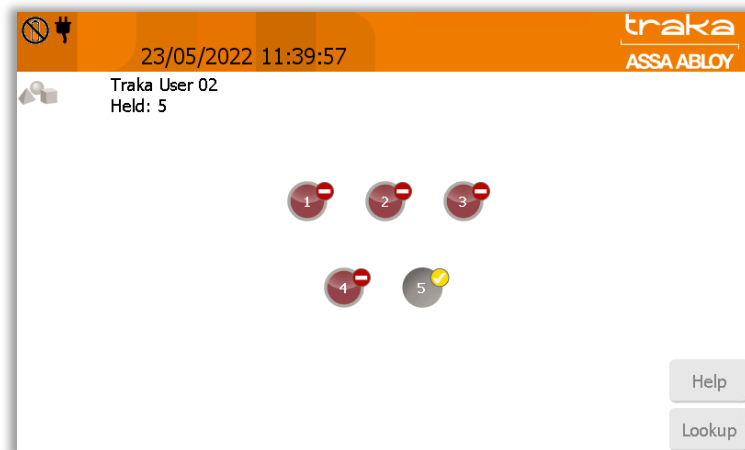 traka
23/05/2022 11:39:57
ASSA ABLOY
Traka User 02
Held: 5
1 2 3
4 5
Help
Lookup